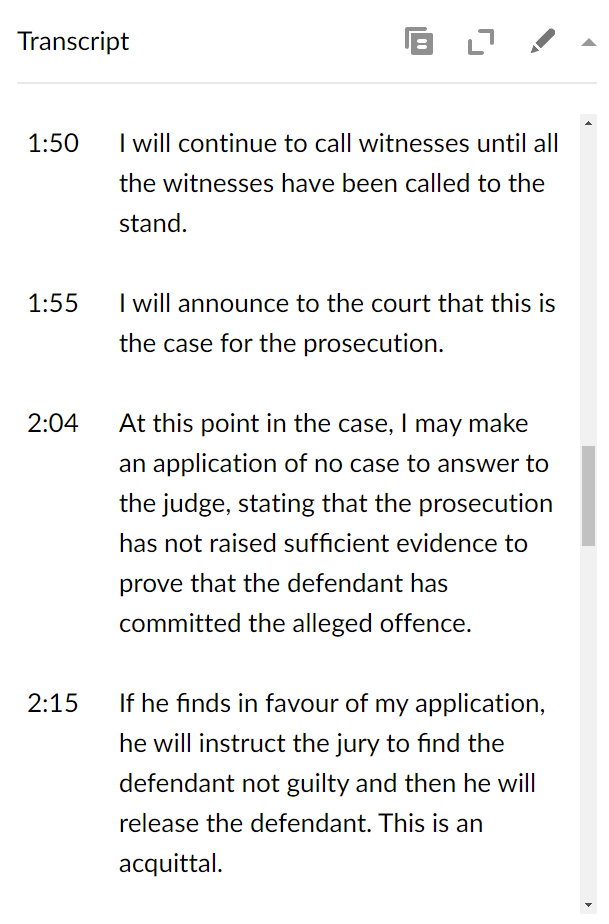 Transcript
1:50 I will continue to call witnesses until all
the witnesses have been called to the
stand.
1:55 I will announce to the court that this is
the case for the prosecution.
2:04 At this point in the case, I may make
an application of no case to answer to
the judge, stating that the prosecution
has not raised sufficient evidence to
prove that the defendant has
committed the alleged offence.
2:15 If he finds in favour of my application,
he will instruct the jury to find the
defendant not guilty and then he will
release the defendant. This is an
acquittal.